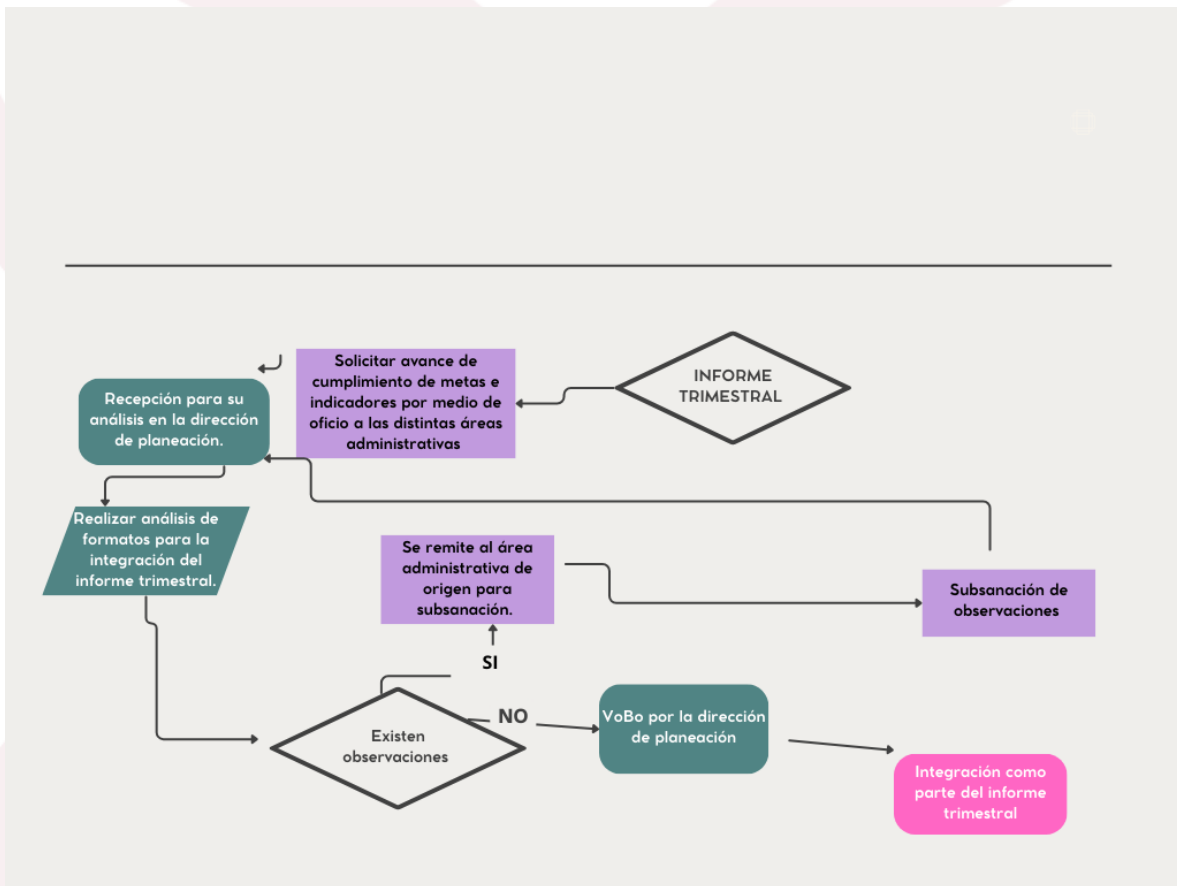 INFORME
TRIMESTRAL
Solicitar avance de
cumplimiento de metas e
indicadores por medio de
oficio a las distintas áreas
administrativas
Recepción para su
análisis en la dirección
de planeación.
Realizar análisis de
formatos para la
integración del
informe trimestral.
Existen
observaciones
SI
Se remite al área
administrativa de
origen para
subsanación.
Subsanación de
observaciones
NO
VoBo por la dirección
de planeación
Integración como
parte del informe
trimestral